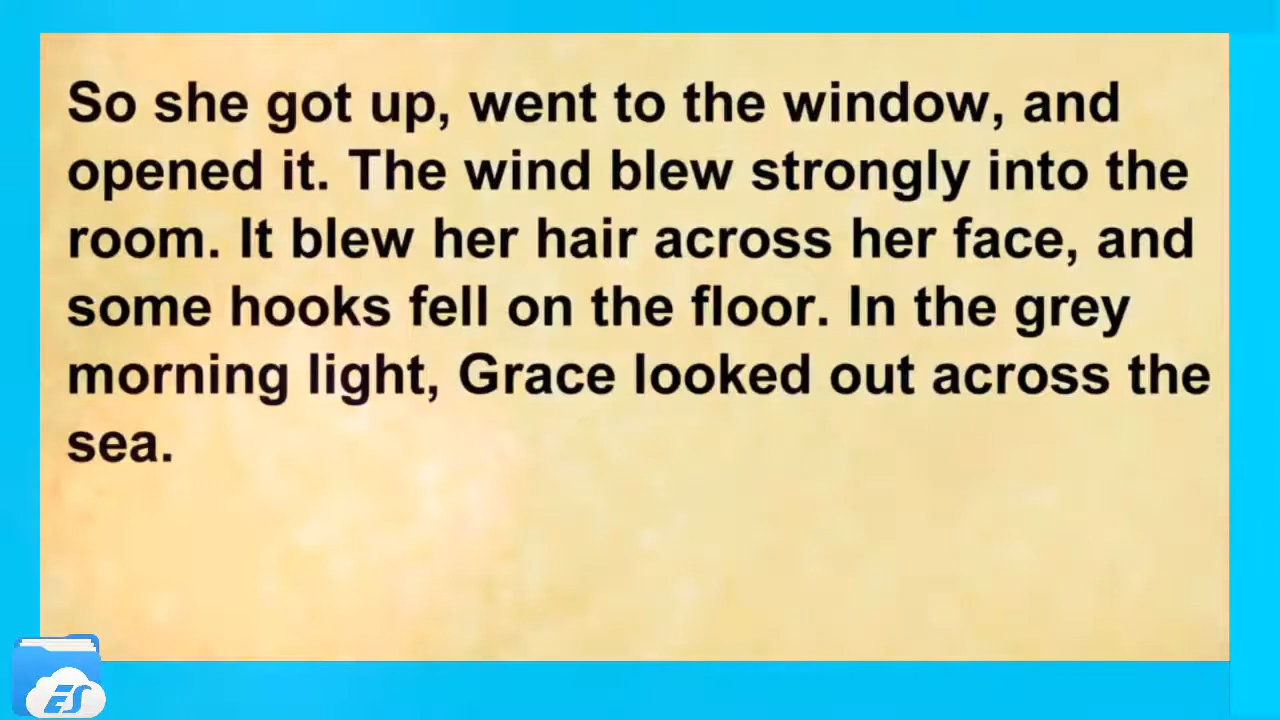 So she got up, went to the window, and
opened it. The wind blew strongly into the
room. It blew her hair across her face, and
some hooks fell on the floor. In the grey
morning light, Grace looked out across the
sea.
ES